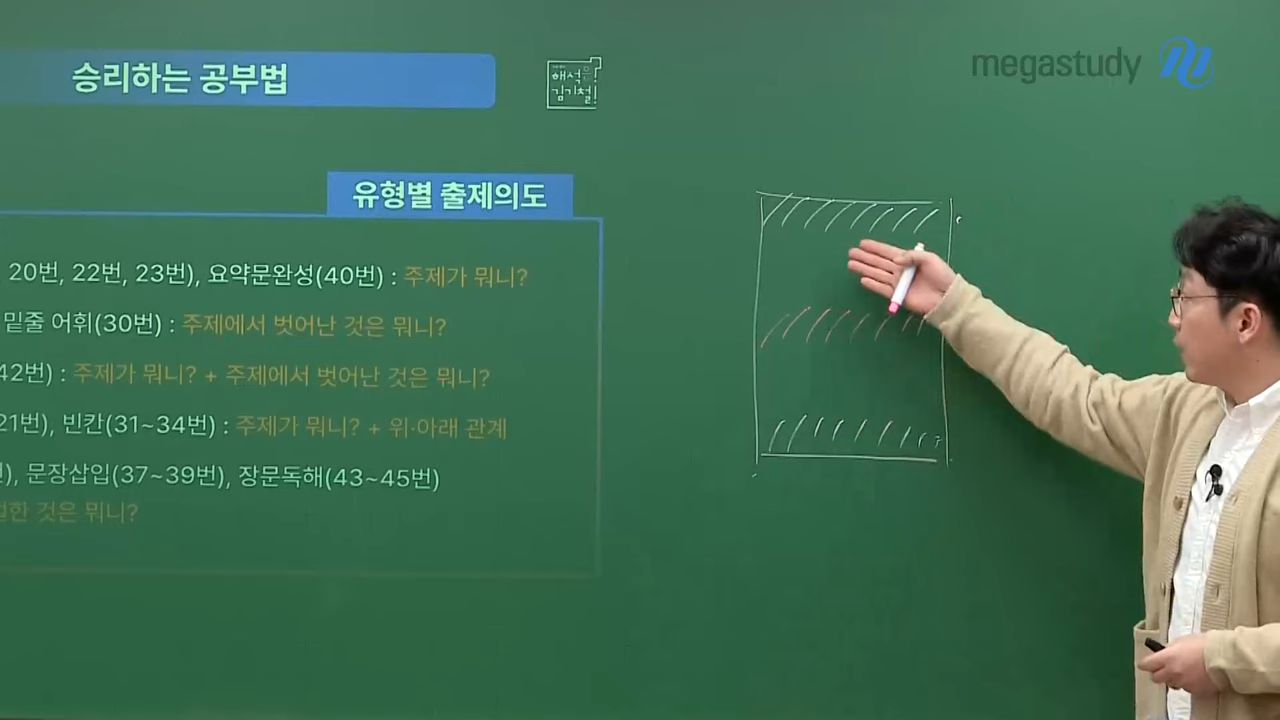 승리하는 공부법
해석은!
김기철!
megastudy
유형별 출제의도
20번, 22번, 23번), 요약문완성(40번) : 주제가 뭐니?
밑줄 어휘(30번) : 주제에서 벗어난 것은 뭐니?
42번) : 주제가 뭐니? + 주제에서 벗어난 것은 뭐니?
21번), 빈칸(31~34번) : 주제가 뭐니? + 위·아래 관계
), 문장삽입(37~39번), 장문독해(43~45번)
한 것은 뭐니?